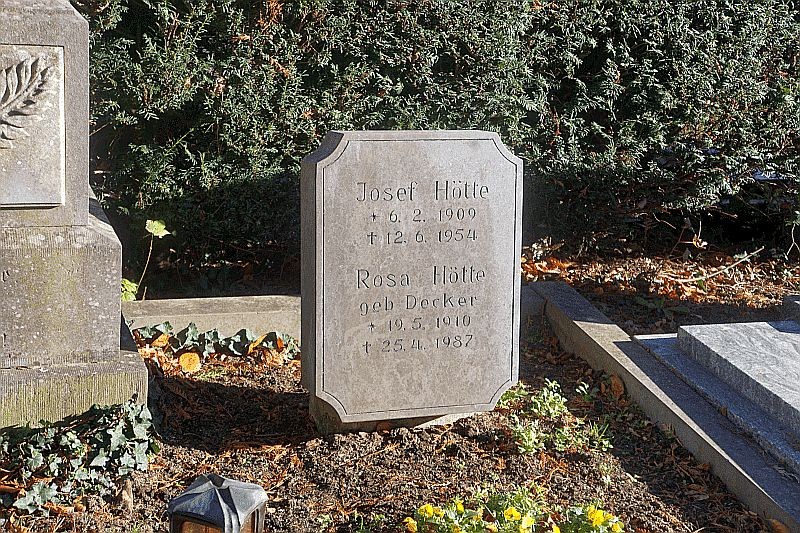 Josef Hötte
* 6. 2. 1909
† 12. 6. 1954
Rosa Hötte
geb Decker
* 19. 5. 1910
† 25. 4. 1987